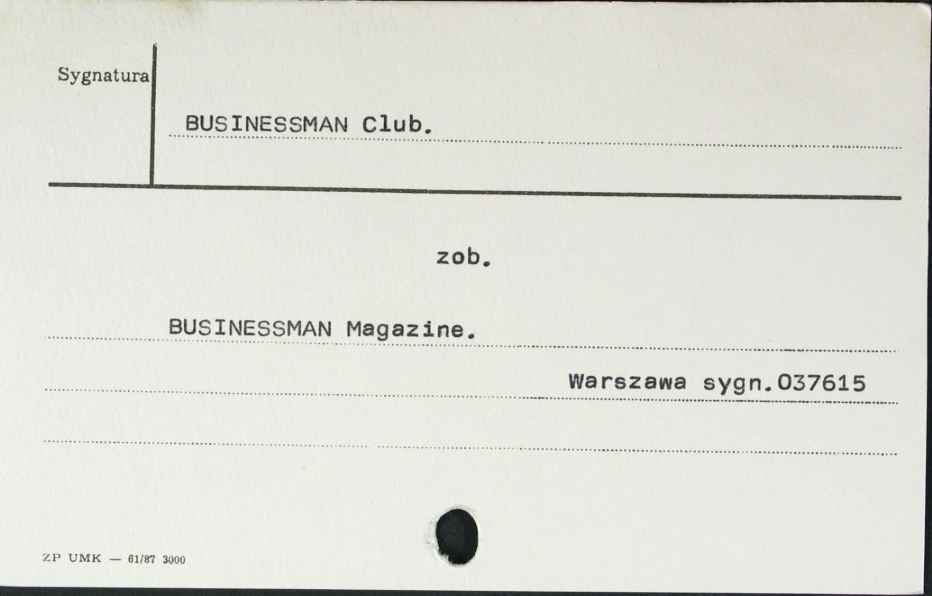 Sygnatura
BUSINESSMAN Club.
zob.
BUSINESSMAN Magazine.
Warszawa sygn.037615
ZP UMK — 61/87 3000